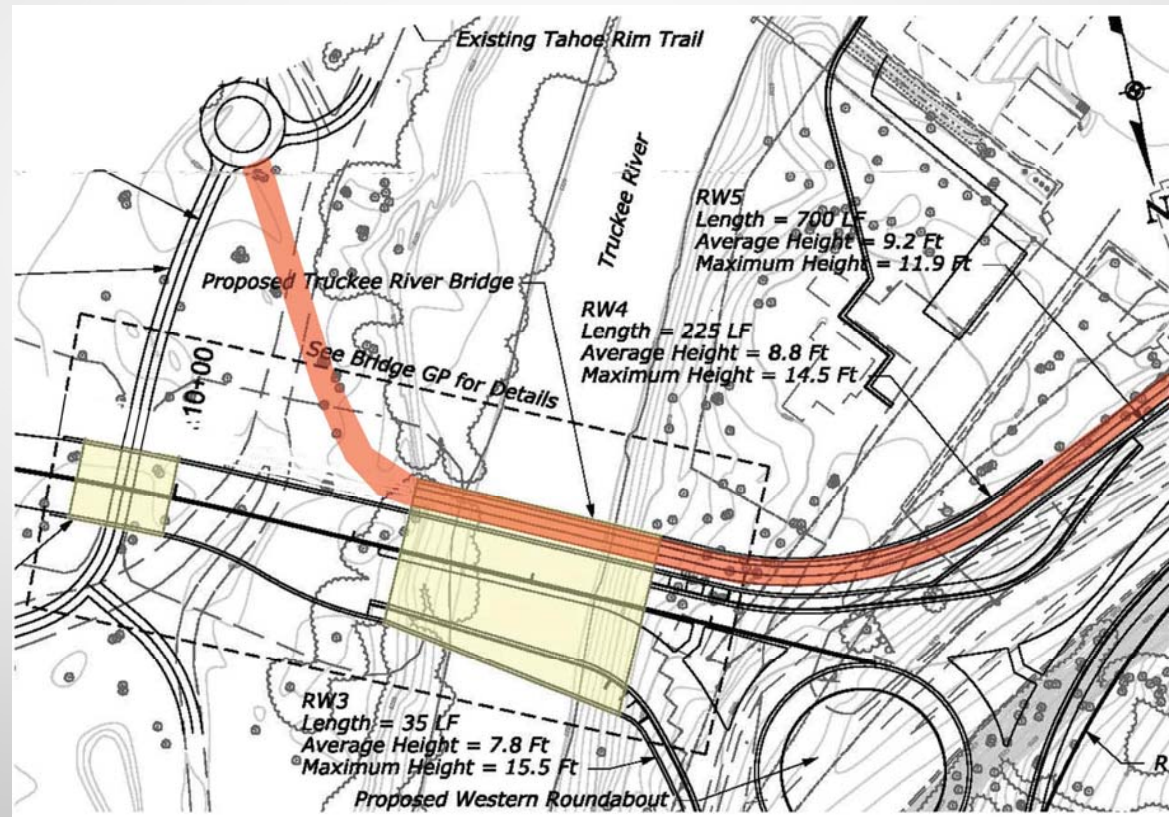 Existing Tahoe Rim Trail
Truckee River
RW5
Length = 700 LF
Average Height = 9.2 Ft
Maximum Height = 11.9 Ft
Proposed Truckee River Bridge
RW4
Length = 225 LF
Average Height = 8.8 Ft
Maximum Height = 14.5 Ft
See Bridge GP for Details
10+00
RW3
Length = 35 LF
Average Height = 7.8 Ft
Maximum Height = 15.5 Ft
Proposed Western Roundabout
R